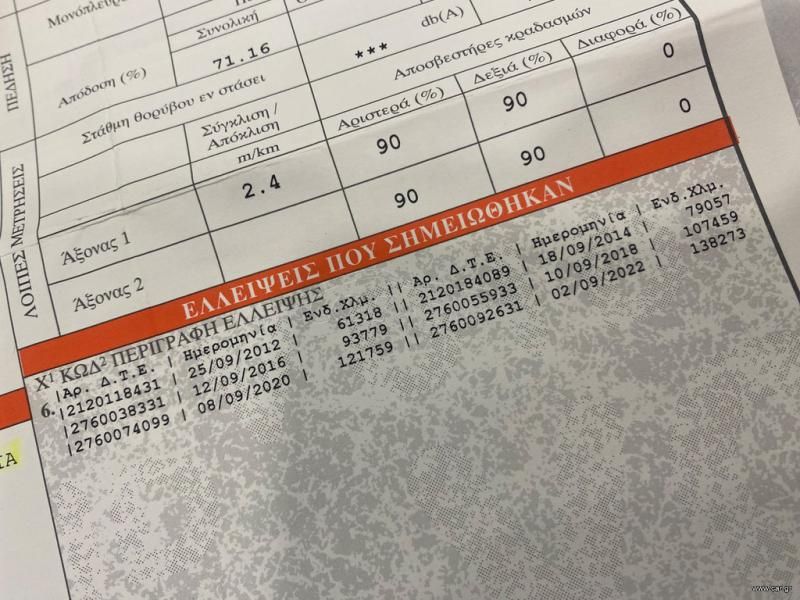 Μονόπλευρ
ΠΕΔΗΣΗ
Συνολική
Απόδοση (%)
71.16
***
db(A)
Στάθμη θορύβου εν στάσει
Αποσβεστήρες κραδασμών
ΛΟΙΠΕΣ ΜΕΤΡΗΣΕΙΣ
Σύγκλιση /
Απόκλιση
m/km
Αριστερά (%)
Δεξιά (%)
Διαφορά (%)
Άξονας 1
2.4
90
90
0
Άξονας 2
90
90
0
ΕΛΛΕΙΨΕΙΣ ΠΟΥ ΣΗΜΕΙΩΘΗΚΑΝ
Χ¹ ΚΩΔ² ΠΕΡΙΓΡΑΦΗ ΕΛΛΕΙΨΗΣ
|Αρ. Δ.Τ.Ε. | Ημερομηνία | Ενδ.Χλμ. || Αρ. Δ.Τ.Ε. | Ημερομηνία | Ενδ.Χλμ.
6. |2120118431 | 25/09/2012 | 61318 || 2120184089 | 18/09/2014 | 79057
|2760038331 | 12/09/2016 | 93779 || 2760055933 | 10/09/2018 | 107459
|2760074099 | 08/09/2020 | 121759 || 2760092631 | 02/09/2022 | 138273
ΙΑ
www.car.gr